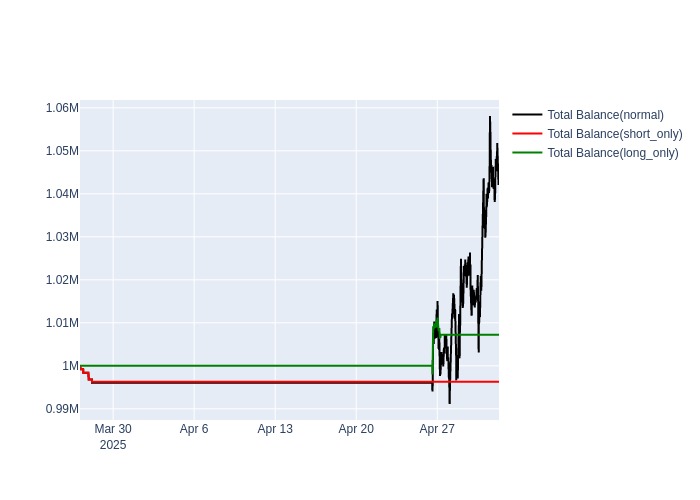 1.06M
1.05M
1.04M
1.03M
1.02M
1.01M
1M
0.99M
Mar 30
2025
Apr 6
Apr 13
Apr 20
Apr 27
Total Balance(normal)
Total Balance(short_only)
Total Balance(long_only)